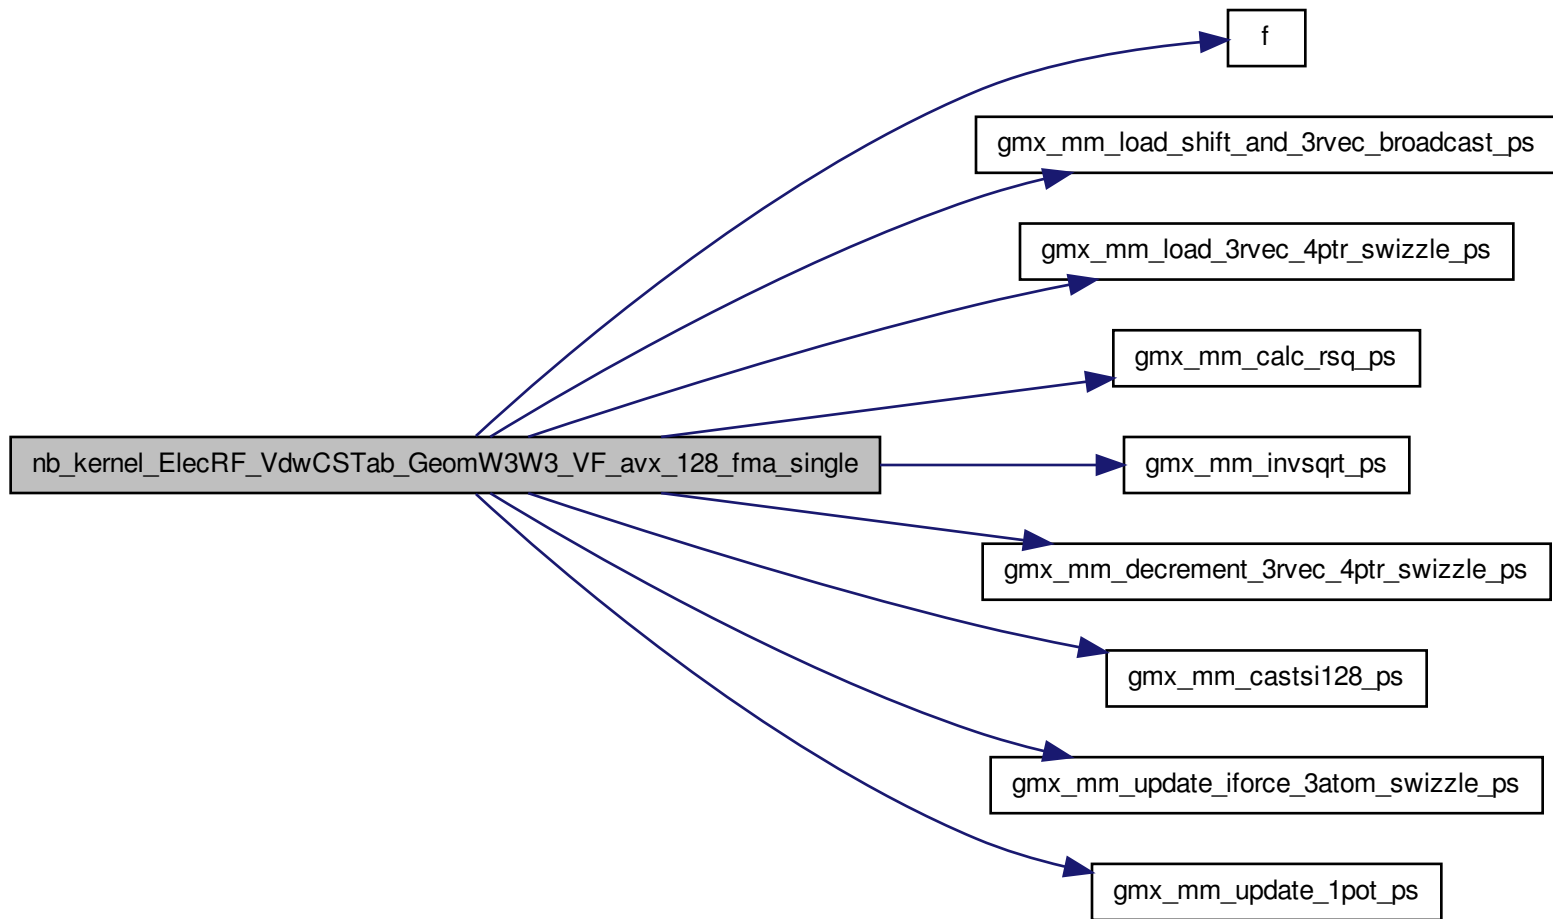 f
gmx_mm_load_shift_and_3rvec_broadcast_ps
gmx_mm_load_3rvec_4ptr_swizzle_ps
gmx_mm_calc_rsq_ps
nb_kernel_ElecRF_VdwCSTab_GeomW3W3_VF_avx_128_fma_single
gmx_mm_invsqrt_ps
gmx_mm_decrement_3rvec_4ptr_swizzle_ps
gmx_mm_castsi128_ps
gmx_mm_update_iforce_3atom_swizzle_ps
gmx_mm_update_1pot_ps